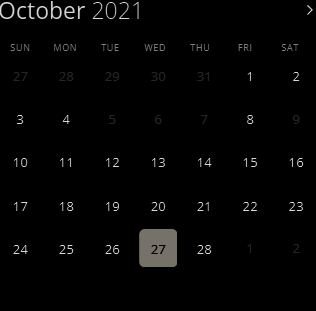 October 2021
SUN MON TUE WED THU FRI SAT
27 28 29 30 31 1 2
3 4 5 6 7 8 9
10 11 12 13 14 15 16
17 18 19 20 21 22 23
24 25 26 27 28 1 2